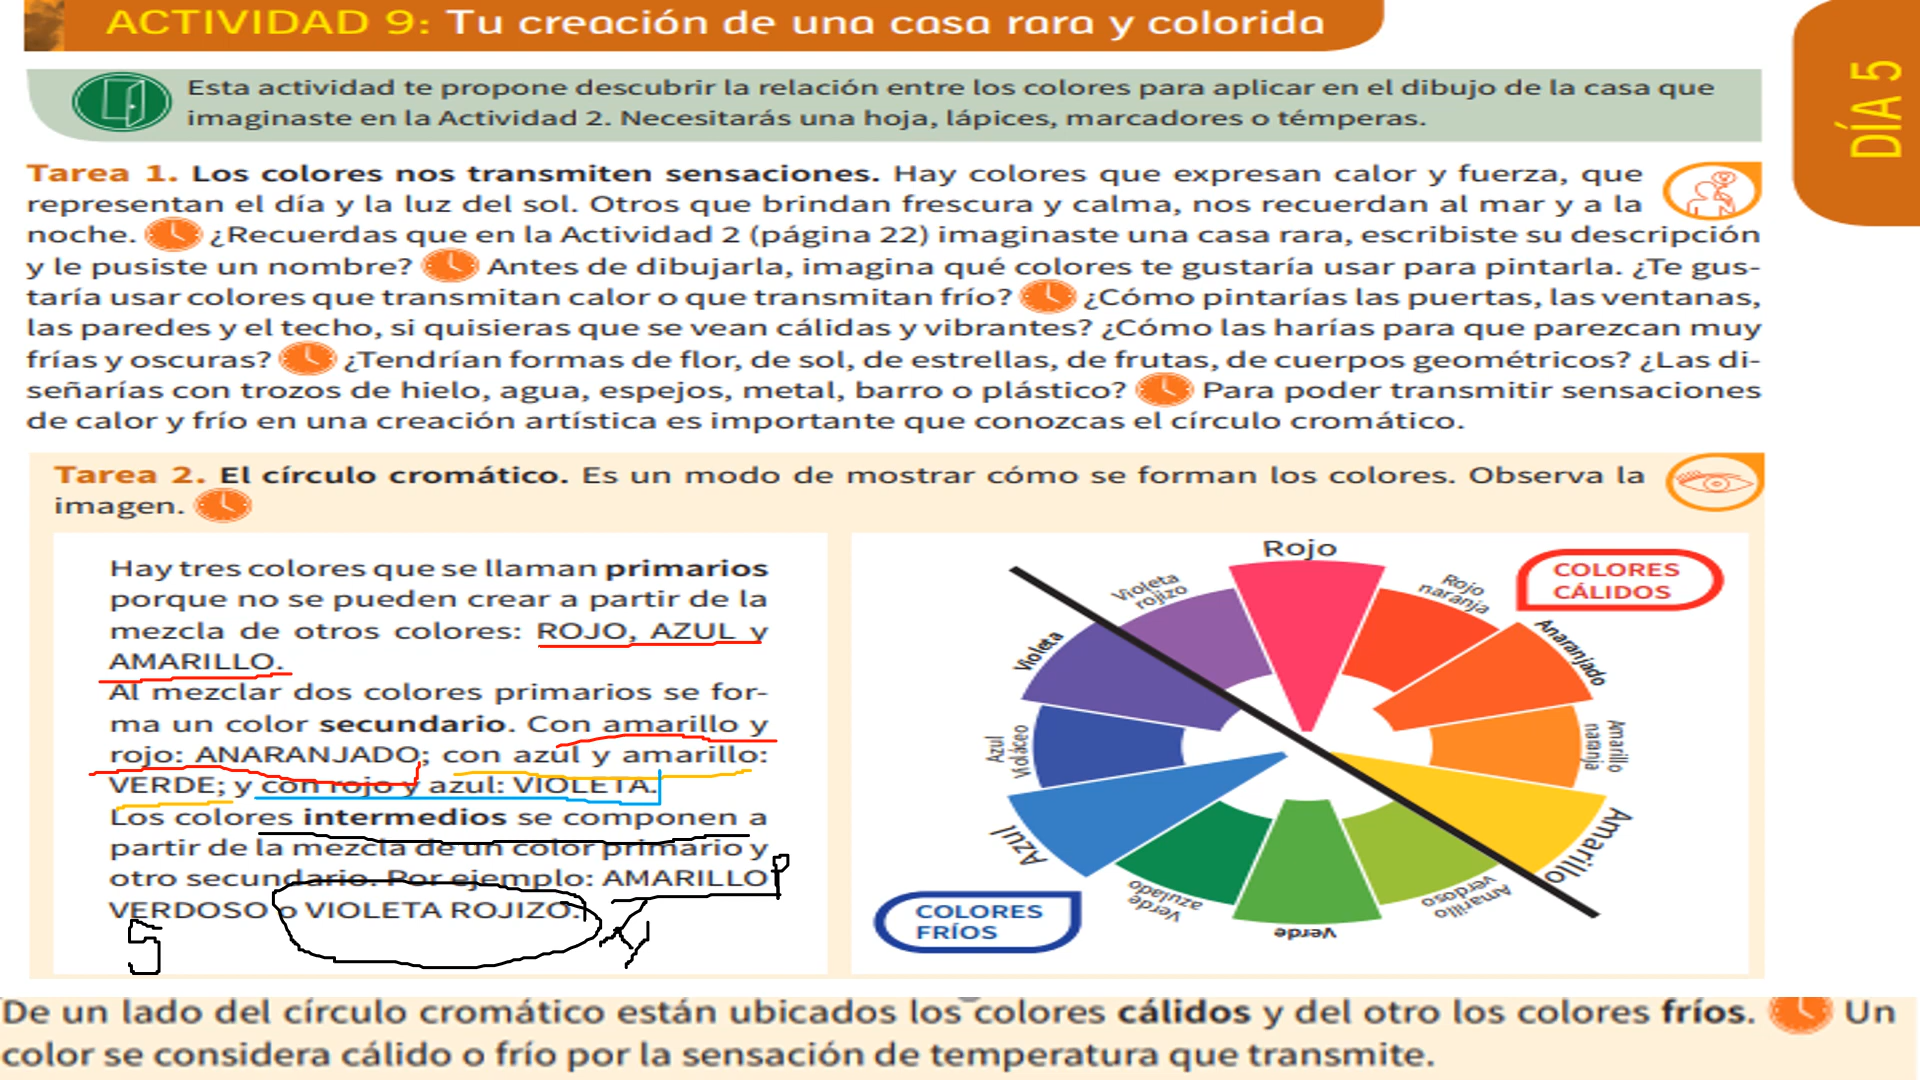 ACTIVIDAD 9: Tu creación de una casa rara y colorida
DÍA 5
Esta actividad te propone descubrir la relación entre los colores para aplicar en el dibujo de la casa que
imaginaste en la Actividad 2. Necesitarás una hoja, lápices, marcadores o témperas.
Tarea 1. Los colores nos transmiten sensaciones. Hay colores que expresan calor y fuerza, que
representan el día y la luz del sol. Otros que brindan frescura y calma, nos recuerdan al mar y a la
noche. ¿Recuerdas que en la Actividad 2 (página 22) imaginaste una casa rara, escribiste su descripción
y le pusiste un nombre? Antes de dibujarla, imagina qué colores te gustaría usar para pintarla. ¿Te gus-
taría usar colores que transmitan calor o que transmitan frío? ¿Cómo pintarías las puertas, las ventanas,
las paredes y el techo, si quisieras que se vean cálidas y vibrantes? ¿Cómo las harías para que parezcan muy
frías y oscuras? ¿Tendrían formas de flor, de sol, de estrellas, de frutas, de cuerpos geométricos? ¿Las di-
señarías con trozos de hielo, agua, espejos, metal, barro o plástico? Para poder transmitir sensaciones
de calor y frío en una creación artística es importante que conozcas el círculo cromático.
Tarea 2. El círculo cromático. Es un modo de mostrar cómo se forman los colores. Observa la
imagen.
Hay tres colores que se llaman primarios
porque no se pueden crear a partir de la
mezcla de otros colores: ROJO, AZUL y
AMARILLO.
Al mezclar dos colores primarios se for-
ma un color secundario. Con amarillo y
rojo: ANARANJADO; con azul y amarillo:
VERDE; y con rojo y azul: VIOLETA.
Los colores intermedios se componen a
partir de la mezcla de un color primario y
otro secundario. Por ejemplo: AMARILLO
VERDOSO o VIOLETA ROJIZO.
P
S
Rojo
Rojo
naranja
Anaranjado
Amarillo
naranja
Amarillo
Amarillo
verdoso
Verde
Verde
azulado
Azul
Azul
violáceo
Violeta
Violeta
rojizo
COLORES
CÁLIDOS
COLORES
FRÍOS
De un lado del círculo cromático están ubicados los colores cálidos y del otro los colores fríos. Un
color se considera cálido o frío por la sensación de temperatura que transmite.